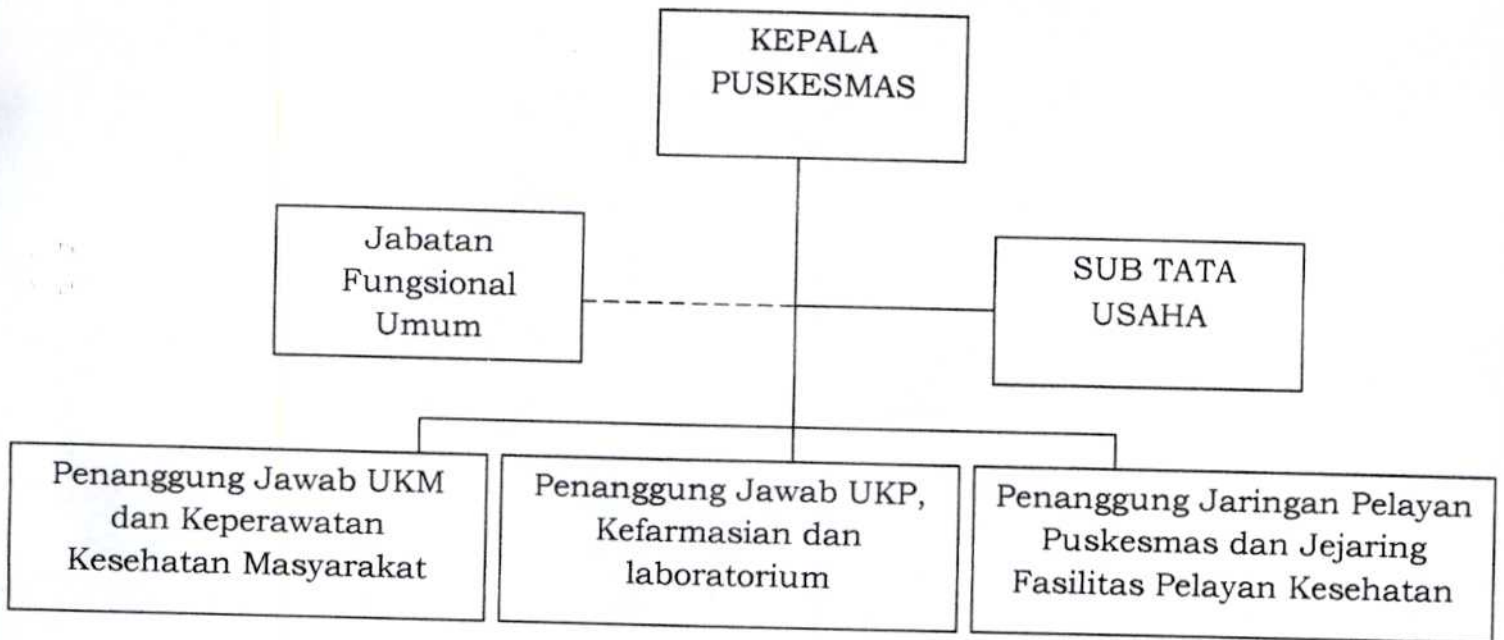 KEPALA
PUSKESMAS
Jabatan
Fungsional
Umum
SUB TATA
USAHA
Penanggung Jawab UKM
dan Keperawatan
Kesehatan Masyarakat
Penanggung Jawab UKP,
Kefarmasian dan
laboratorium
Penanggung Jaringan Pelayan
Puskesmas dan Jejaring
Fasilitas Pelayan Kesehatan